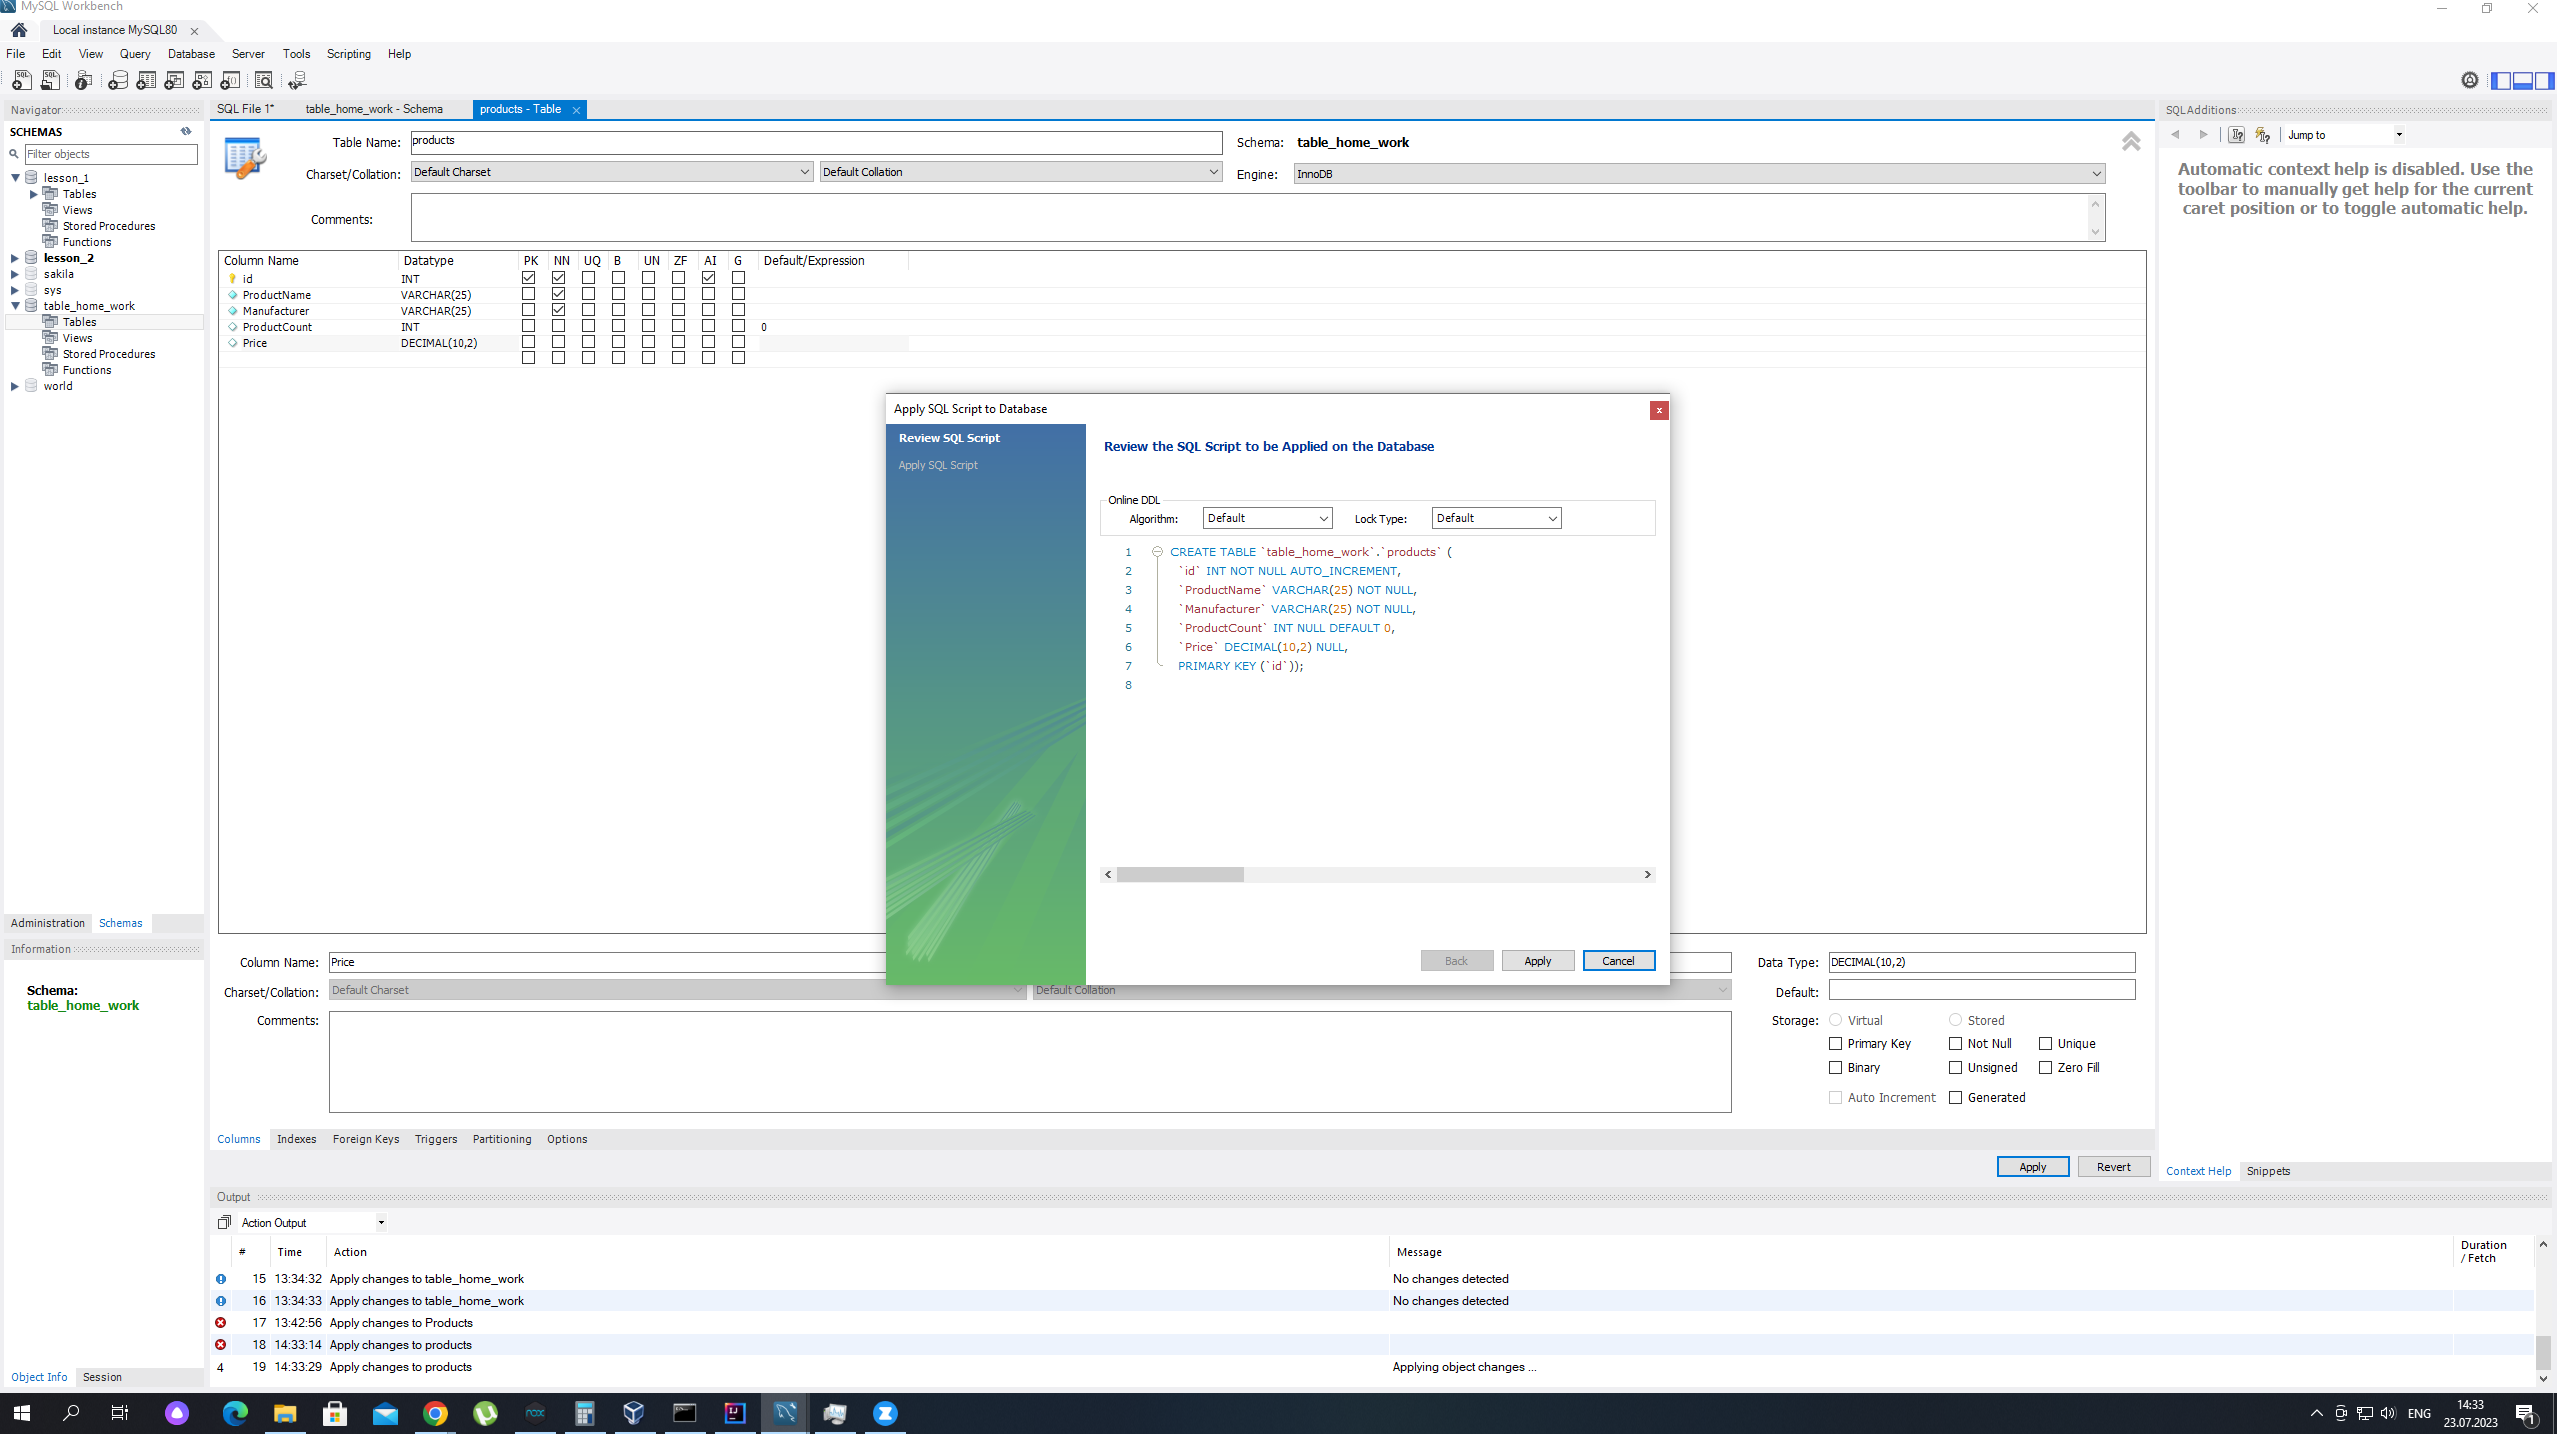 MySQL Workbench
Local instance MySQL80
File Edit View Query Database Server Tools Scripting Help
Navigator
SCHEMAS
Filter objects
lesson_1
Tables
Views
Stored Procedures
Functions
lesson_2
sakila
sys
table_home_work
Tables
Views
Stored Procedures
Functions
world
Administration Schemas
Information
Schema:
table_home_work
Object Info Session
SQL File 1* table_home_work - Schema products - Table
Table Name: products Schema: table_home_work
Charset/Collation: Default Charset Default Collation Engine: InnoDB
Comments:
Column Name Datatype PK NN UQ B UN ZF AI G Default/Expression
id INT
ProductName VARCHAR(25)
Manufacturer VARCHAR(25)
ProductCount INT 0
Price DECIMAL(10,2)
Apply SQL Script to Database
Review SQL Script
Apply SQL Script
Review the SQL Script to be Applied on the Database
Online DDL
Algorithm: Default Lock Type: Default
1 CREATE TABLE `table_home_work`.`products` (
2 `id` INT NOT NULL AUTO_INCREMENT,
3 `ProductName` VARCHAR(25) NOT NULL,
4 `Manufacturer` VARCHAR(25) NOT NULL,
5 `ProductCount` INT NULL DEFAULT 0,
6 `Price` DECIMAL(10,2) NULL,
7 PRIMARY KEY (`id`));
8
Back Apply Cancel
Column Name: Price Data Type: DECIMAL(10,2)
Charset/Collation: Default Charset Default Collation Default:
Comments: Storage: Virtual Stored
Primary Key Not Null Unique
Binary Unsigned Zero Fill
Auto Increment Generated
Columns Indexes Foreign Keys Triggers Partitioning Options
Apply Revert
Output
Action Output
# Time Action Message Duration / Fetch
15 13:34:32 Apply changes to table_home_work No changes detected
16 13:34:33 Apply changes to table_home_work No changes detected
17 13:42:56 Apply changes to Products
18 14:33:14 Apply changes to products
4 19 14:33:29 Apply changes to products Applying object changes ...
SQLAdditions
Jump to
Automatic context help is disabled. Use the
toolbar to manually get help for the current
caret position or to toggle automatic help.
Context Help Snippets
ENG
14:33
23.07.2023
1